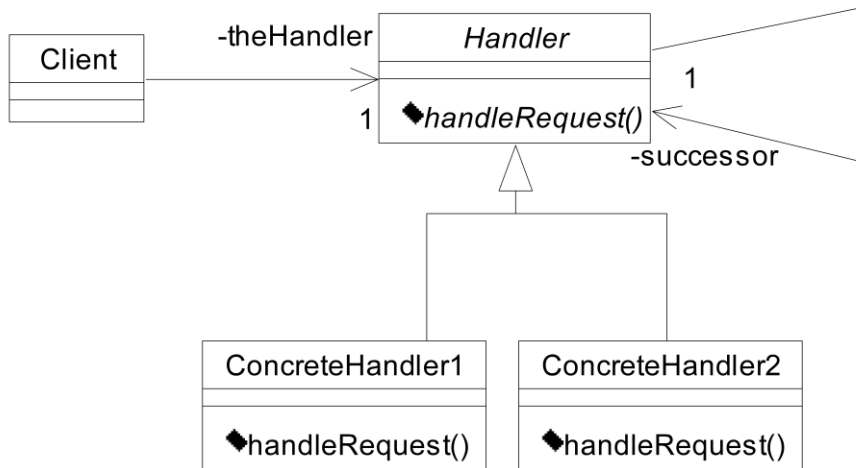 Client
-theHandler
1
Handler
handleRequest()
1
-successor
ConcreteHandler1
handleRequest()
ConcreteHandler2
handleRequest()